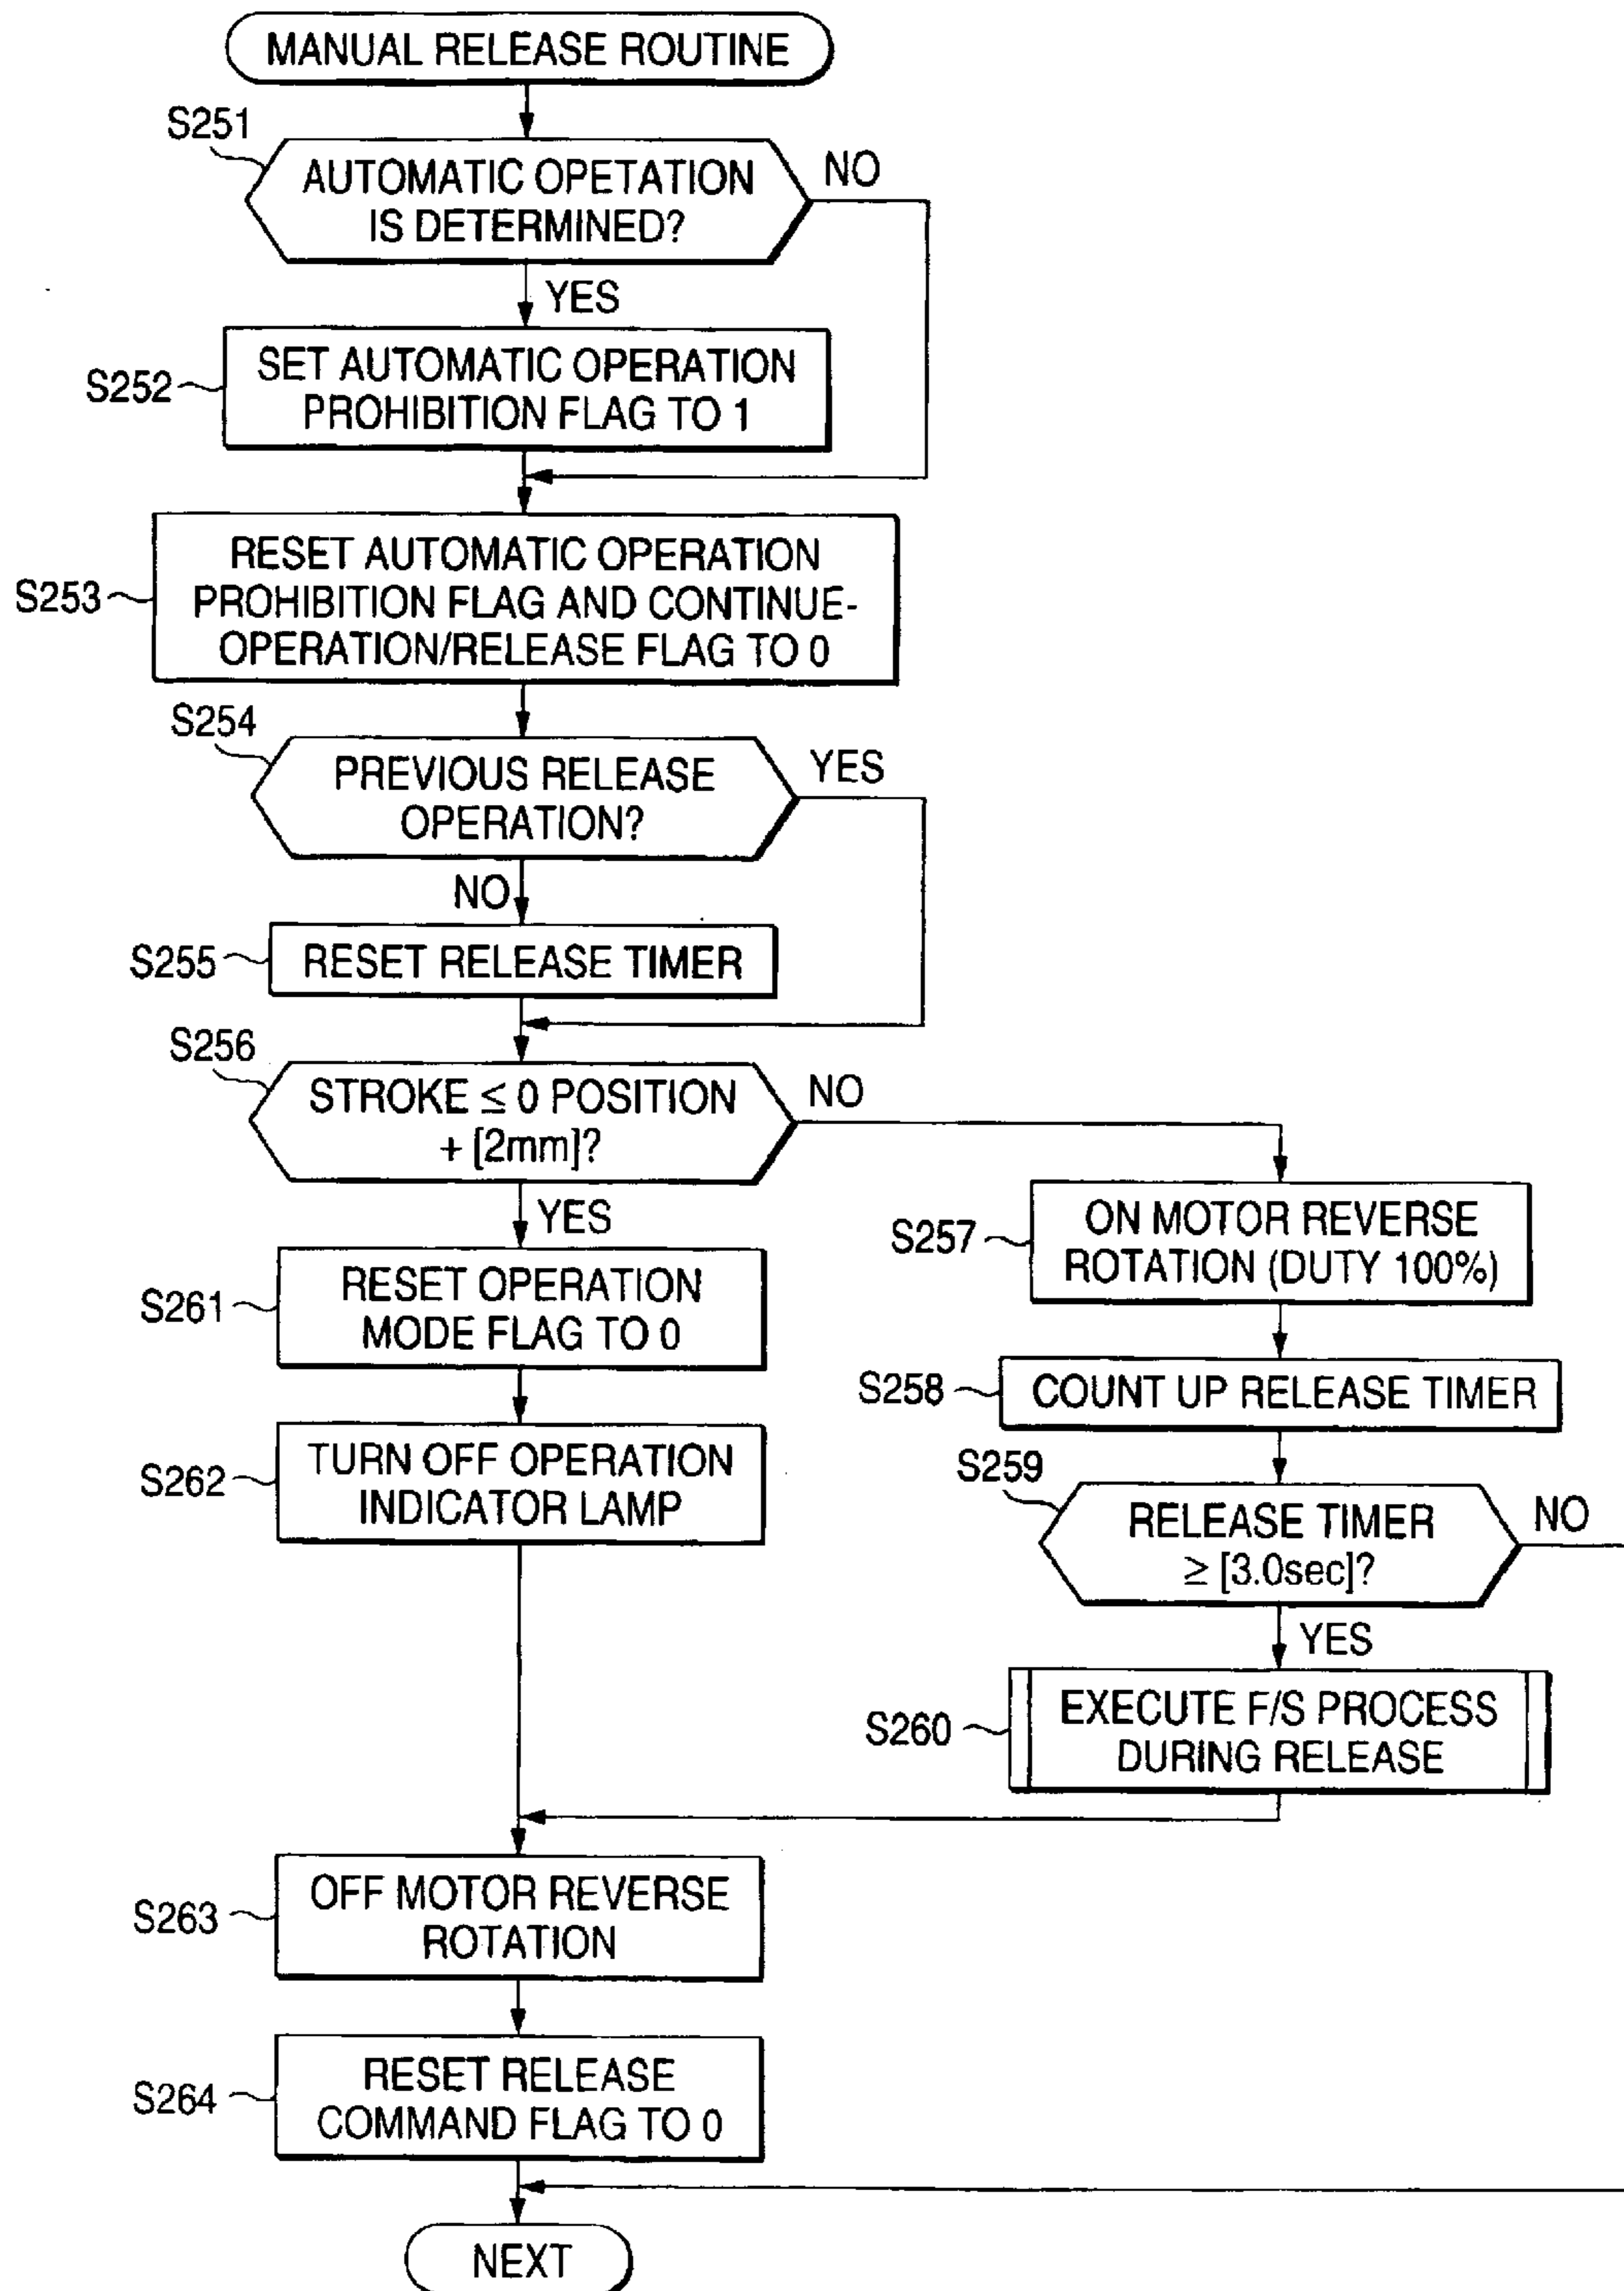 MANUAL RELEASE ROUTINE
S251
AUTOMATIC OPETATION
IS DETERMINED?
NO
YES
S252
SET AUTOMATIC OPERATION
PROHIBITION FLAG TO 1
S253
RESET AUTOMATIC OPERATION
PROHIBITION FLAG AND CONTINUE-
OPERATION/RELEASE FLAG TO 0
S254
PREVIOUS RELEASE
OPERATION?
YES
NO
S255
RESET RELEASE TIMER
S256
STROKE ≤ 0 POSITION
+ [2mm]?
NO
YES
S257
ON MOTOR REVERSE
ROTATION (DUTY 100%)
S258
COUNT UP RELEASE TIMER
S259
RELEASE TIMER
≥ [3.0sec]?
NO
YES
S260
EXECUTE F/S PROCESS
DURING RELEASE
S261
RESET OPERATION
MODE FLAG TO 0
S262
TURN OFF OPERATION
INDICATOR LAMP
S263
OFF MOTOR REVERSE
ROTATION
S264
RESET RELEASE
COMMAND FLAG TO 0
NEXT